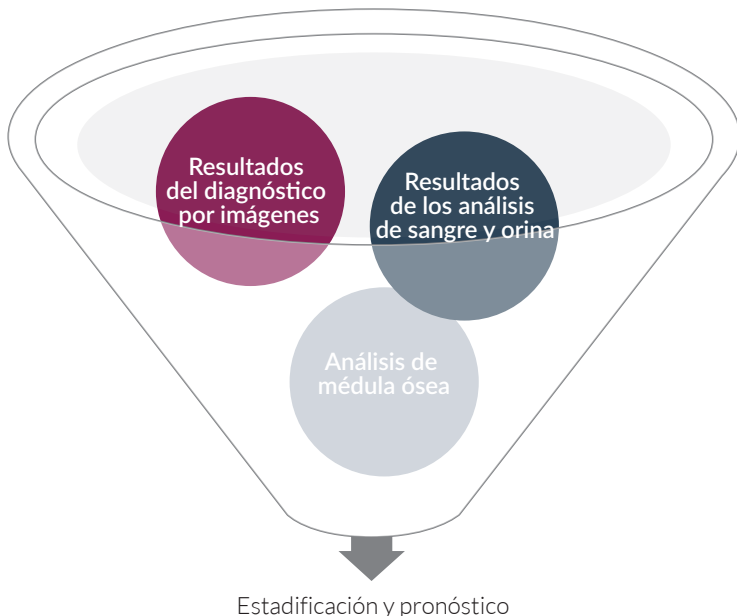 Resultados
del diagnóstico
por imágenes
Resultados
de los análisis
de sangre y orina
Análisis de
médula ósea
Estadificación y pronóstico